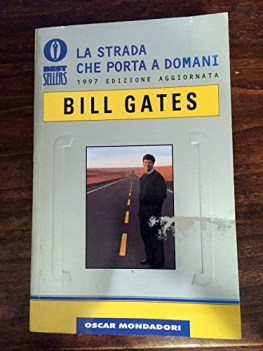 BEST
SELLERS
LA STRADA
CHE PORTA A DOMANI
1997 EDIZIONE AGGIORNATA
BILL GATES
OSCAR MONDADORI